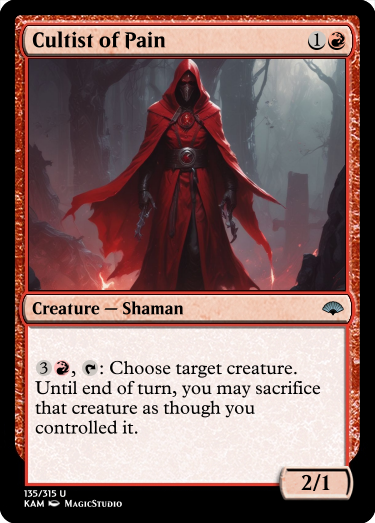 Cultist of Pain 1
Creature — Shaman
3 , : Choose target creature.
Until end of turn, you may sacrifice
that creature as though you
controlled it.
2/1
135/315 U
KAM MagicStudio